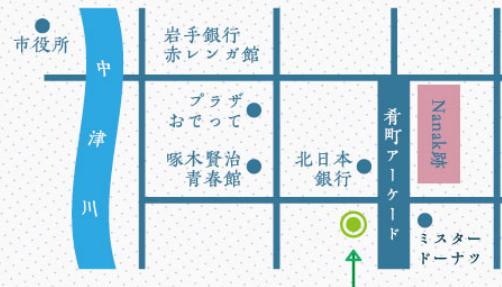 市役所
中津川
岩手銀行
赤レンガ館
プラザ
おでって
啄木賢治
青春館
北日本
銀行
肴町アーケード
Nanak跡
ミスター
ドーナツ